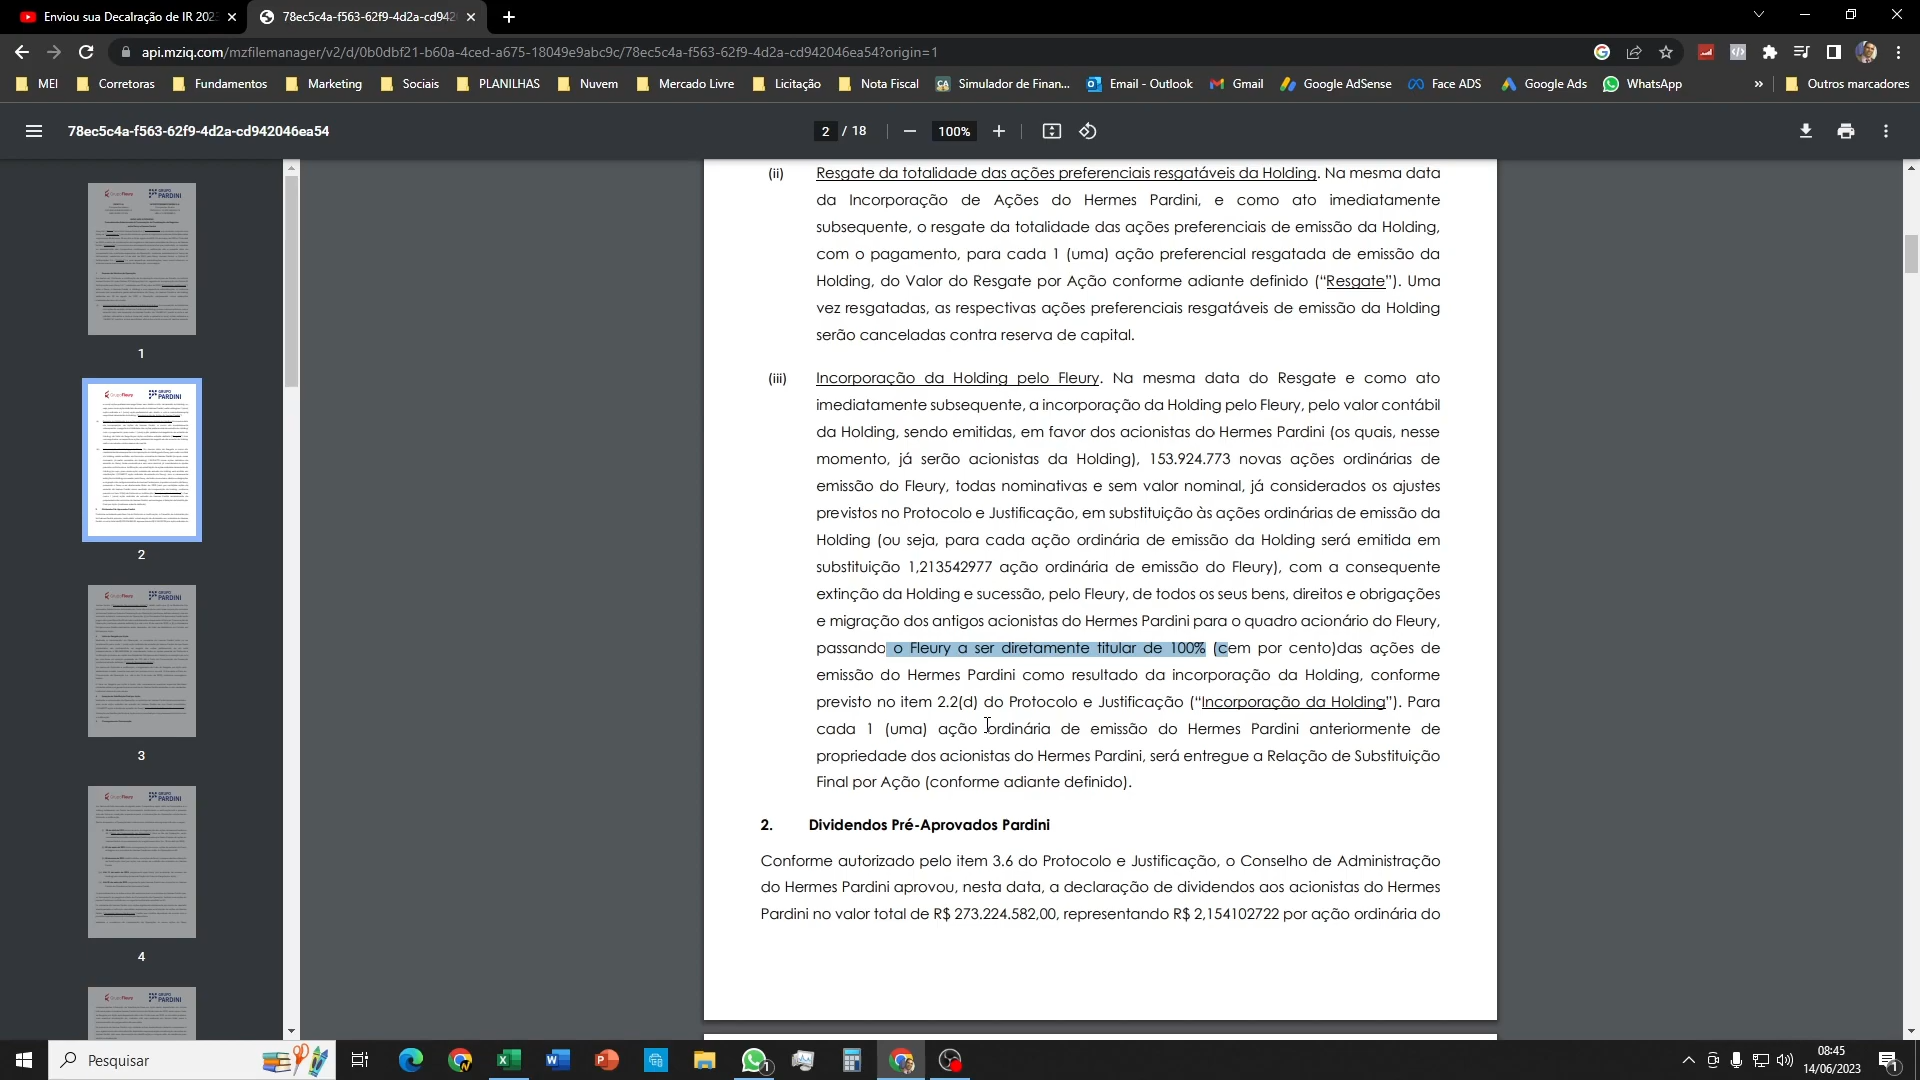 Enviou sua Decalração de IR 2023
78ec5c4a-f563-62f9-4d2a-cd942
api.mziq.com/mzfilemanager/v2/d/0b0dbf21-b60a-4ced-a675-18049e9abc9c/78ec5c4a-f563-62f9-4d2a-cd942046ea54?origin=1
MEI Corretoras Fundamentos Marketing Sociais PLANILHAS Nuvem Mercado Livre Licitação Nota Fiscal Simulador de Finan... Email - Outlook Gmail Google AdSense Face ADS Google Ads WhatsApp » Outros marcadores
78ec5c4a-f563-62f9-4d2a-cd942046ea54 2 / 18 100%
1
2
3
4
(ii) Resgate da totalidade das ações preferenciais resgatáveis da Holding. Na mesma data
da Incorporação de Ações do Hermes Pardini, e como ato imediatamente
subsequente, o resgate da totalidade das ações preferenciais de emissão da Holding,
com o pagamento, para cada 1 (uma) ação preferencial resgatada de emissão da
Holding, do Valor do Resgate por Ação conforme adiante definido (“Resgate”). Uma
vez resgatadas, as respectivas ações preferenciais resgatáveis de emissão da Holding
serão canceladas contra reserva de capital.
(iii) Incorporação da Holding pelo Fleury. Na mesma data do Resgate e como ato
imediatamente subsequente, a incorporação da Holding pelo Fleury, pelo valor contábil
da Holding, sendo emitidas, em favor dos acionistas do Hermes Pardini (os quais, nesse
momento, já serão acionistas da Holding), 153.924.773 novas ações ordinárias de
emissão do Fleury, todas nominativas e sem valor nominal, já considerados os ajustes
previstos no Protocolo e Justificação, em substituição às ações ordinárias de emissão da
Holding (ou seja, para cada ação ordinária de emissão da Holding será emitida em
substituição 1,213542977 ação ordinária de emissão do Fleury), com a consequente
extinção da Holding e sucessão, pelo Fleury, de todos os seus bens, direitos e obrigações
e migração dos antigos acionistas do Hermes Pardini para o quadro acionário do Fleury,
passando o Fleury a ser diretamente titular de 100% (cem por cento)das ações de
emissão do Hermes Pardini como resultado da incorporação da Holding, conforme
previsto no item 2.2(d) do Protocolo e Justificação (“Incorporação da Holding”). Para
cada 1 (uma) ação ordinária de emissão do Hermes Pardini anteriormente de
propriedade dos acionistas do Hermes Pardini, será entregue a Relação de Substituição
Final por Ação (conforme adiante definido).
2. Dividendos Pré-Aprovados Pardini
Conforme autorizado pelo item 3.6 do Protocolo e Justificação, o Conselho de Administração
do Hermes Pardini aprovou, nesta data, a declaração de dividendos aos acionistas do Hermes
Pardini no valor total de R$ 273.224.582,00, representando R$ 2,154102722 por ação ordinária do
Pesquisar
08:45
14/06/2023